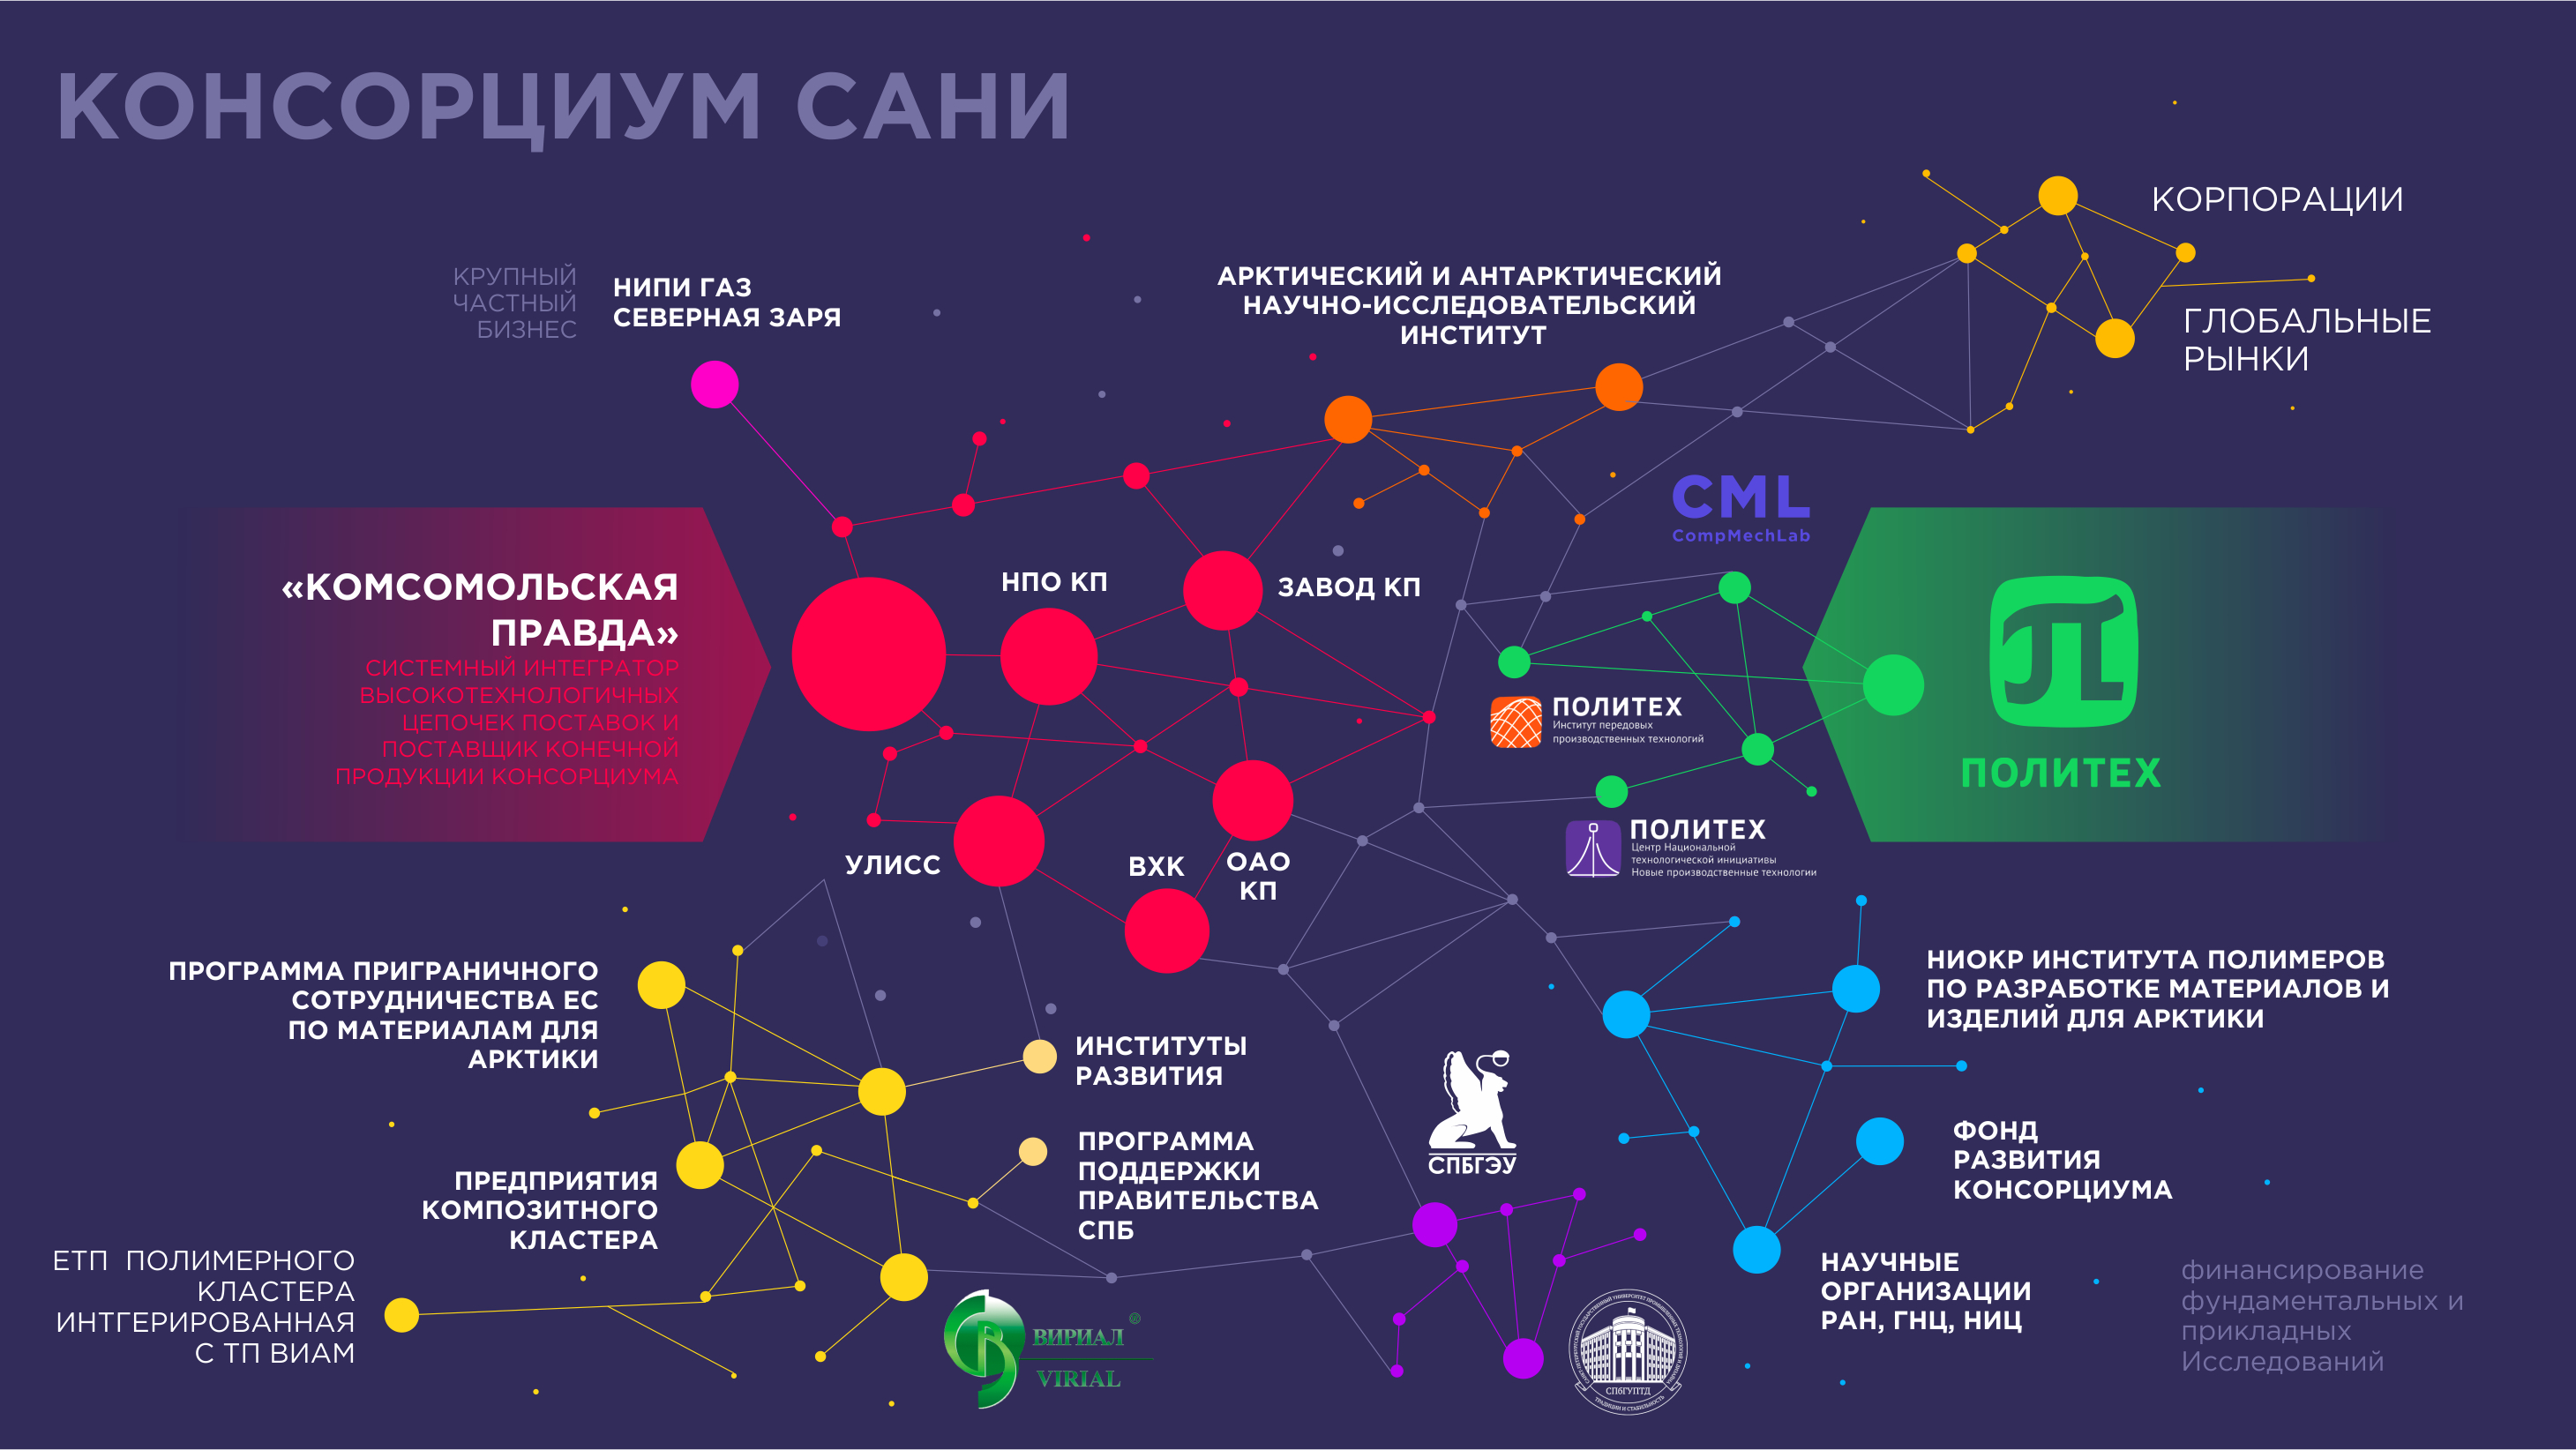 КОНСОРЦИУМ САНИ
КОРПОРАЦИИ
ГЛОБАЛЬНЫЕ
РЫНКИ
КРУПНЫЙ
ЧАСТНЫЙ
БИЗНЕС
НИПИ ГАЗ
СЕВЕРНАЯ ЗАРЯ
АРКТИЧЕСКИЙ И АНТАРКТИЧЕСКИЙ
НАУЧНО-ИССЛЕДОВАТЕЛЬСКИЙ
ИНСТИТУТ
CML
CompMechLab
«КОМСОМОЛЬСКАЯ
ПРАВДА»
СИСТЕМНЫЙ ИНТЕГРАТОР
ВЫСОКОТЕХНОЛОГИЧНЫХ
ЦЕПОЧЕК ПОСТАВОК И
ПОСТАВЩИК КОНЕЧНОЙ
ПРОДУКЦИИ КОНСОРЦИУМА
НПО КП
ЗАВОД КП
УЛИСС
ВХК
ОАО
КП
ПОЛИТЕХ
Институт передовых
производственных технологий
ПОЛИТЕХ
ПОЛИТЕХ
Центр Национальной
технологической инициативы
Новые производственные технологии
ПРОГРАММА ПРИГРАНИЧНОГО
СОТРУДНИЧЕСТВА ЕС
ПО МАТЕРИАЛАМ ДЛЯ
АРКТИКИ
ИНСТИТУТЫ
РАЗВИТИЯ
ПРОГРАММА
ПОДДЕРЖКИ
ПРАВИТЕЛЬСТВА
СПБ
ПРЕДПРИЯТИЯ
КОМПОЗИТНОГО
КЛАСТЕРА
ЕТП ПОЛИМЕРНОГО
КЛАСТЕРА
ИНТГЕРИРОВАННАЯ
С ТП ВИАМ
ВИРИАЛ ®
VIRIAL
СПБГЭУ
СПбГУПТД
ТРАДИЦИИ И СТАБИЛЬНОСТЬ
НИОКР ИНСТИТУТА ПОЛИМЕРОВ
ПО РАЗРАБОТКЕ МАТЕРИАЛОВ И
ИЗДЕЛИЙ ДЛЯ АРКТИКИ
ФОНД
РАЗВИТИЯ
КОНСОРЦИУМА
НАУЧНЫЕ
ОРГАНИЗАЦИИ
РАН, ГНЦ, НИЦ
финансирование
фундаментальных и
прикладных
Исследований